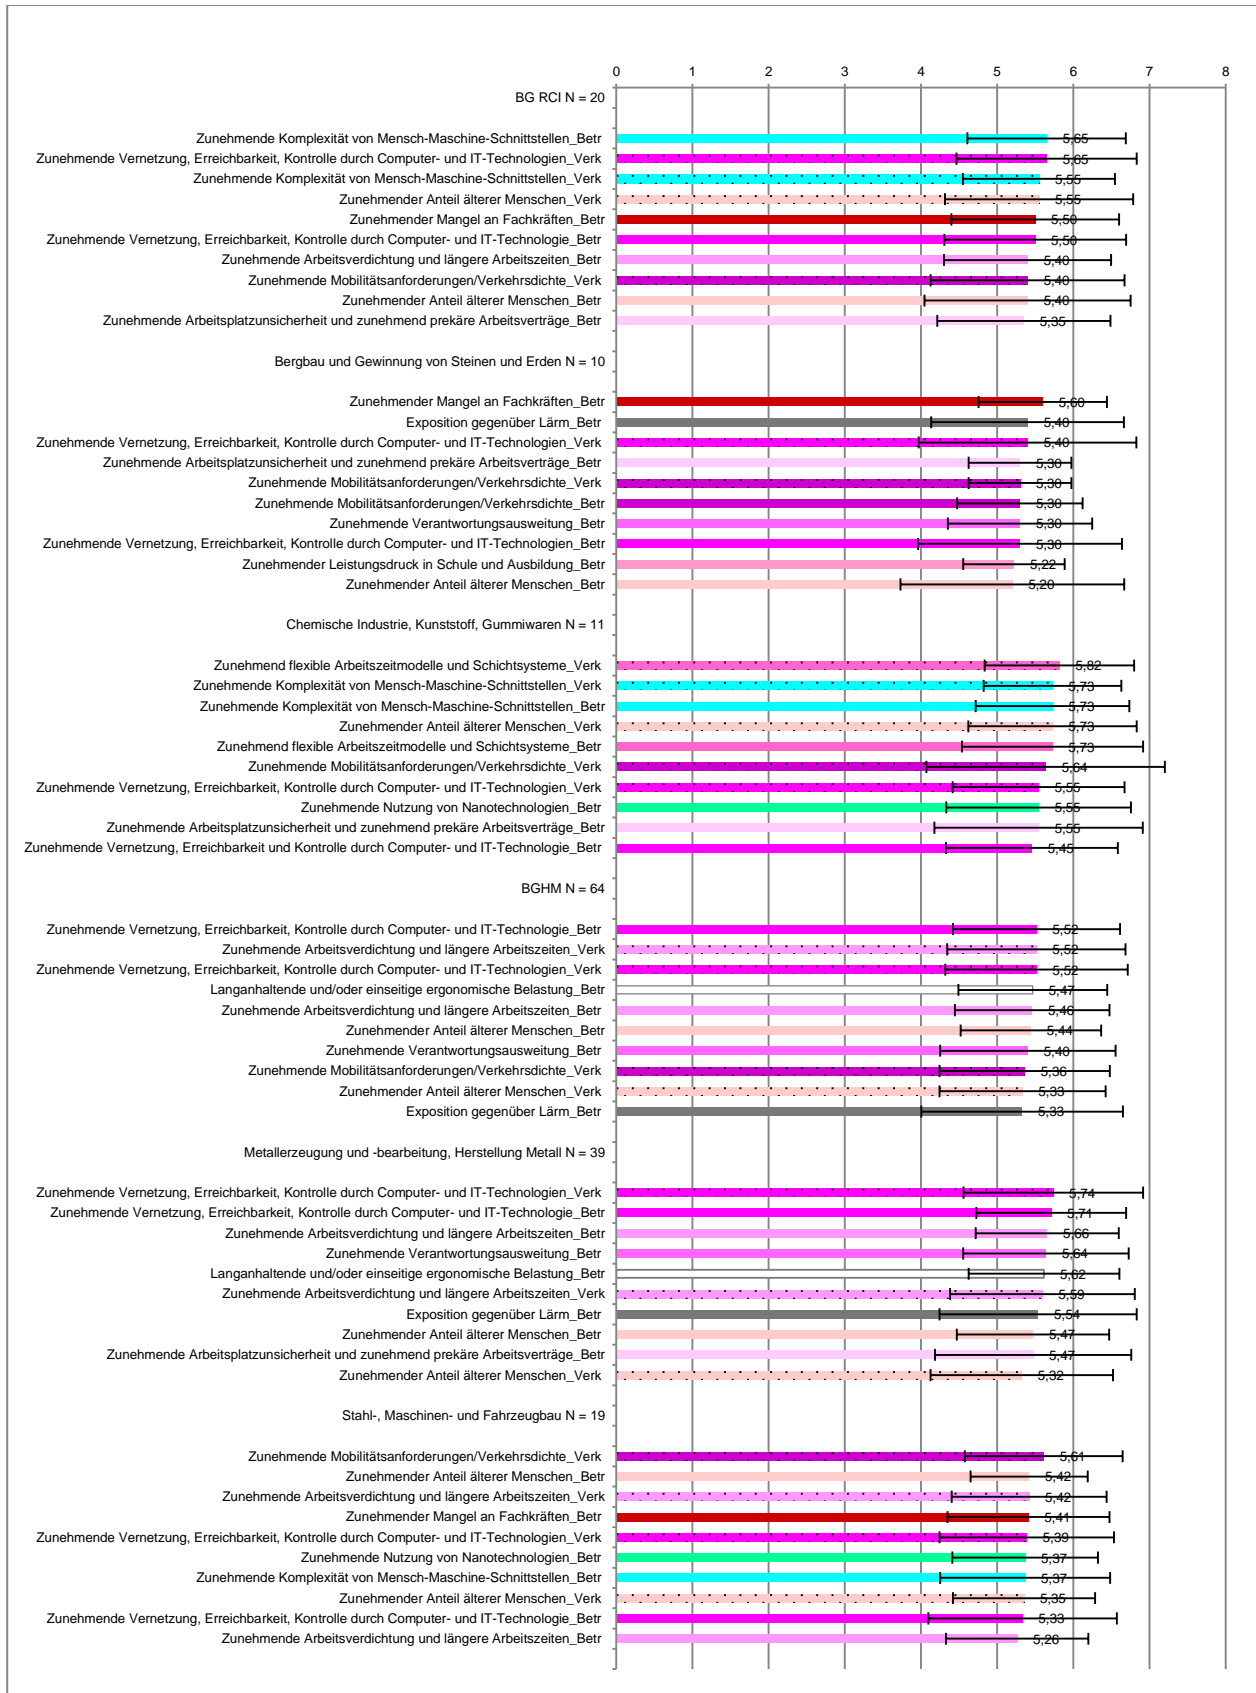 0 1 2 3 4 5 6 7 8
BG RCI N = 20
Zunehmende Komplexität von Mensch-Maschine-Schnittstellen_Betr 5,65
Zunehmende Vernetzung, Erreichbarkeit, Kontrolle durch Computer- und IT-Technologien_Verk 5,65
Zunehmende Komplexität von Mensch-Maschine-Schnittstellen_Verk 5,55
Zunehmender Anteil älterer Menschen_Verk 5,55
Zunehmender Mangel an Fachkräften_Betr 5,50
Zunehmende Vernetzung, Erreichbarkeit, Kontrolle durch Computer- und IT-Technologie_Betr 5,50
Zunehmende Arbeitsverdichtung und längere Arbeitszeiten_Betr 5,40
Zunehmende Mobilitätsanforderungen/Verkehrsdichte_Verk 5,40
Zunehmender Anteil älterer Menschen_Betr 5,40
Zunehmende Arbeitsplatzunsicherheit und zunehmend prekäre Arbeitsverträge_Betr 5,35
Bergbau und Gewinnung von Steinen und Erden N = 10
Zunehmender Mangel an Fachkräften_Betr 5,60
Exposition gegenüber Lärm_Betr 5,40
Zunehmende Vernetzung, Erreichbarkeit, Kontrolle durch Computer- und IT-Technologien_Verk 5,40
Zunehmende Arbeitsplatzunsicherheit und zunehmend prekäre Arbeitsverträge_Betr 5,30
Zunehmende Mobilitätsanforderungen/Verkehrsdichte_Verk 5,30
Zunehmende Mobilitätsanforderungen/Verkehrsdichte_Betr 5,30
Zunehmende Verantwortungsausweitung_Betr 5,30
Zunehmende Vernetzung, Erreichbarkeit, Kontrolle durch Computer- und IT-Technologien_Betr 5,30
Zunehmender Leistungsdruck in Schule und Ausbildung_Betr 5,22
Zunehmender Anteil älterer Menschen_Betr 5,20
Chemische Industrie, Kunststoff, Gummiwaren N = 11
Zunehmend flexible Arbeitszeitmodelle und Schichtsysteme_Verk 5,82
Zunehmende Komplexität von Mensch-Maschine-Schnittstellen_Verk 5,73
Zunehmende Komplexität von Mensch-Maschine-Schnittstellen_Betr 5,73
Zunehmender Anteil älterer Menschen_Verk 5,73
Zunehmend flexible Arbeitszeitmodelle und Schichtsysteme_Betr 5,73
Zunehmende Mobilitätsanforderungen/Verkehrsdichte_Verk 5,64
Zunehmende Vernetzung, Erreichbarkeit, Kontrolle durch Computer- und IT-Technologien_Verk 5,55
Zunehmende Nutzung von Nanotechnologien_Betr 5,55
Zunehmende Arbeitsplatzunsicherheit und zunehmend prekäre Arbeitsverträge_Betr 5,55
Zunehmende Vernetzung, Erreichbarkeit und Kontrolle durch Computer- und IT-Technologie_Betr 5,45
BGHM N = 64
Zunehmende Vernetzung, Erreichbarkeit, Kontrolle durch Computer- und IT-Technologie_Betr 5,52
Zunehmende Arbeitsverdichtung und längere Arbeitszeiten_Verk 5,52
Zunehmende Vernetzung, Erreichbarkeit, Kontrolle durch Computer- und IT-Technologien_Verk 5,52
Langanhaltende und/oder einseitige ergonomische Belastung_Betr 5,47
Zunehmende Arbeitsverdichtung und längere Arbeitszeiten_Betr 5,46
Zunehmender Anteil älterer Menschen_Betr 5,44
Zunehmende Verantwortungsausweitung_Betr 5,40
Zunehmende Mobilitätsanforderungen/Verkehrsdichte_Verk 5,36
Zunehmender Anteil älterer Menschen_Verk 5,33
Exposition gegenüber Lärm_Betr 5,33
Metallerzeugung und -bearbeitung, Herstellung Metall N = 39
Zunehmende Vernetzung, Erreichbarkeit, Kontrolle durch Computer- und IT-Technologien_Verk 5,74
Zunehmende Vernetzung, Erreichbarkeit, Kontrolle durch Computer- und IT-Technologie_Betr 5,71
Zunehmende Arbeitsverdichtung und längere Arbeitszeiten_Betr 5,66
Zunehmende Verantwortungsausweitung_Betr 5,64
Langanhaltende und/oder einseitige ergonomische Belastung_Betr 5,62
Zunehmende Arbeitsverdichtung und längere Arbeitszeiten_Verk 5,59
Exposition gegenüber Lärm_Betr 5,54
Zunehmender Anteil älterer Menschen_Betr 5,47
Zunehmende Arbeitsplatzunsicherheit und zunehmend prekäre Arbeitsverträge_Betr 5,47
Zunehmender Anteil älterer Menschen_Verk 5,32
Stahl-, Maschinen- und Fahrzeugbau N = 19
Zunehmende Mobilitätsanforderungen/Verkehrsdichte_Verk 5,61
Zunehmender Anteil älterer Menschen_Betr 5,42
Zunehmende Arbeitsverdichtung und längere Arbeitszeiten_Verk 5,42
Zunehmender Mangel an Fachkräften_Betr 5,41
Zunehmende Vernetzung, Erreichbarkeit, Kontrolle durch Computer- und IT-Technologien_Verk 5,39
Zunehmende Nutzung von Nanotechnologien_Betr 5,37
Zunehmende Komplexität von Mensch-Maschine-Schnittstellen_Betr 5,37
Zunehmender Anteil älterer Menschen_Verk 5,35
Zunehmende Vernetzung, Erreichbarkeit, Kontrolle durch Computer- und IT-Technologie_Betr 5,33
Zunehmende Arbeitsverdichtung und längere Arbeitszeiten_Betr 5,26